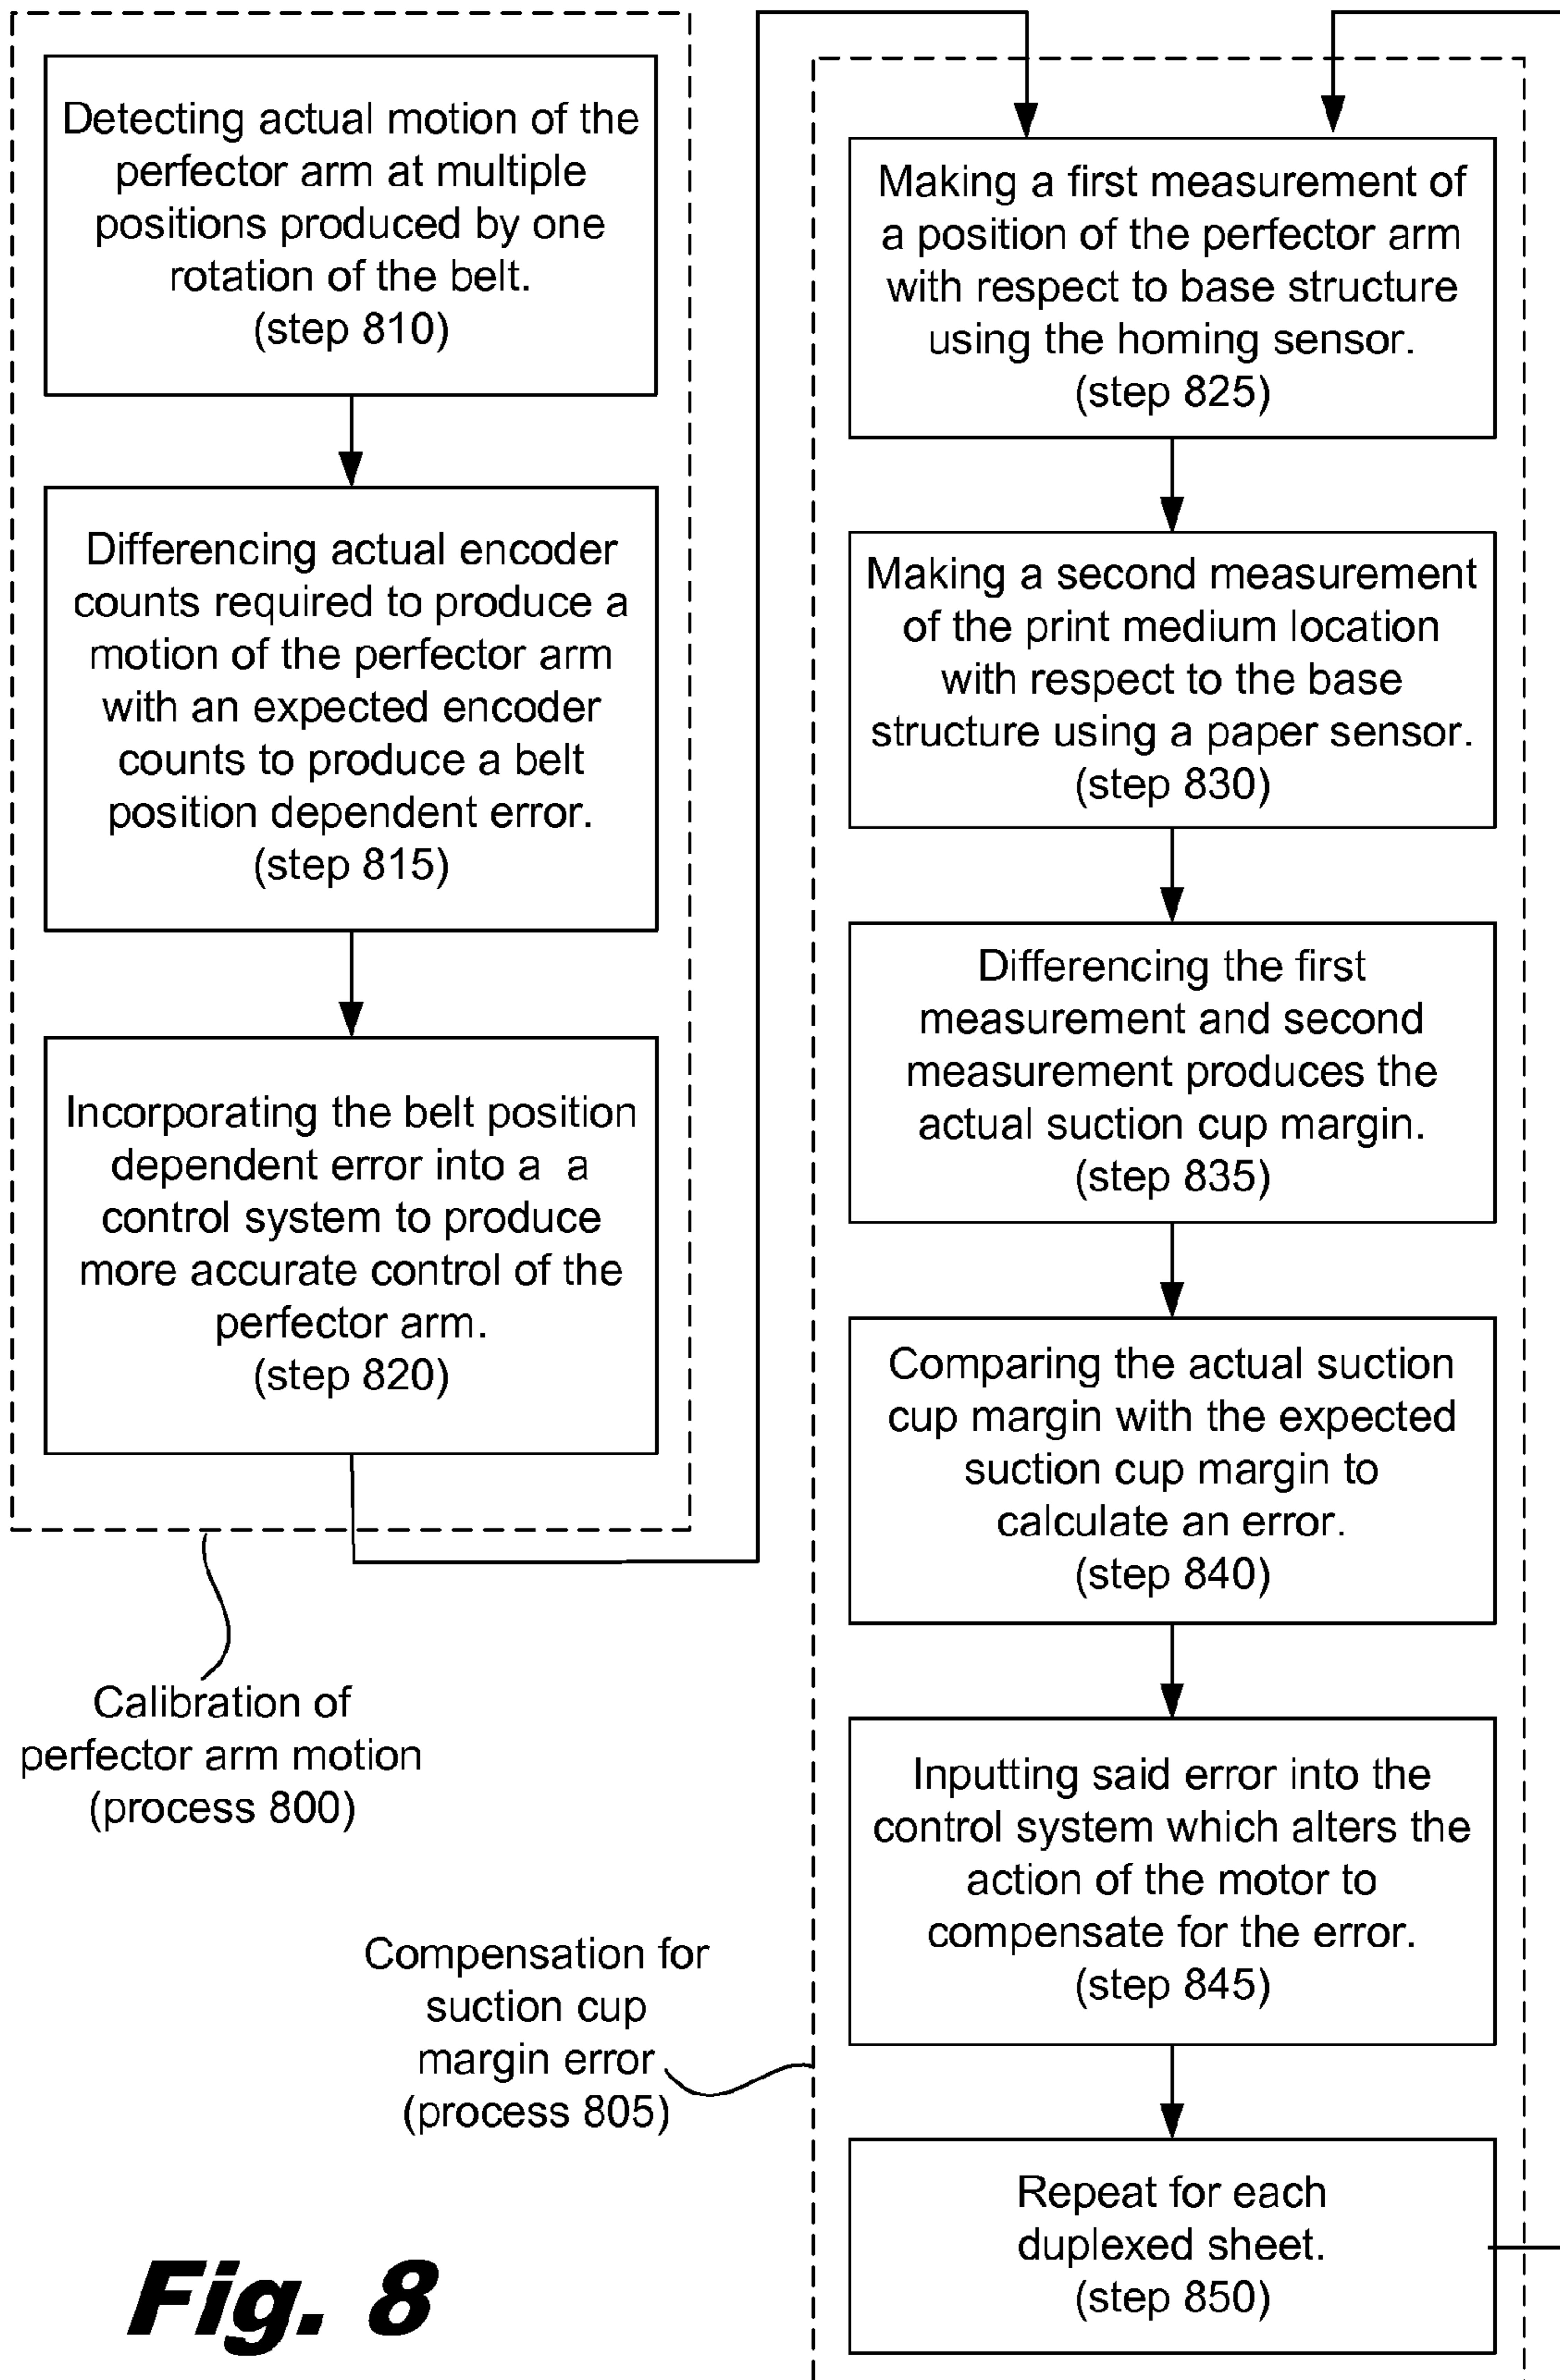 Detecting actual motion of the
perfector arm at multiple
positions produced by one
rotation of the belt.
(step 810)
Differencing actual encoder
counts required to produce a
motion of the perfector arm
with an expected encoder
counts to produce a belt
position dependent error.
(step 815)
Incorporating the belt position
dependent error into a  a
control system to produce
more accurate control of the
perfector arm.
(step 820)
Calibration of
perfector arm motion
(process 800)
Making a first measurement of
a position of the perfector arm
with respect to base structure
using the homing sensor.
(step 825)
Making a second measurement
of the print medium location
with respect to the base
structure using a paper sensor.
(step 830)
Differencing the first
measurement and second
measurement produces the
actual suction cup margin.
(step 835)
Comparing the actual suction
cup margin with the expected
suction cup margin to
calculate an error.
(step 840)
Inputting said error into the
control system which alters the
action of the motor to
compensate for the error.
(step 845)
Repeat for each
duplexed sheet.
(step 850)
Compensation for
suction cup
margin error
(process 805)
Fig. 8